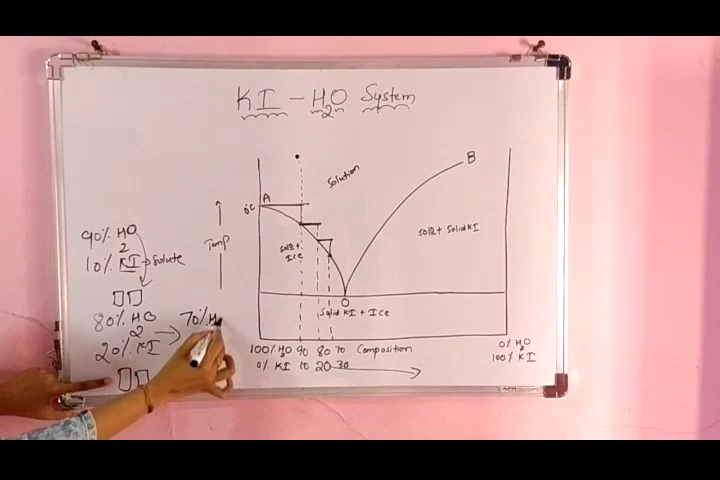 KI - H2O System
90% H2O
10% KI → Solute
80% H2O → 70% H
20% KI
Temp
0°C
A
B
O
Solution
Solⁿ + Ice
Solⁿ + Solid KI
Solid KI + Ice
100% H2O 90 80 70 Composition
0% KI 10 20 30
0% H2O
100% KI